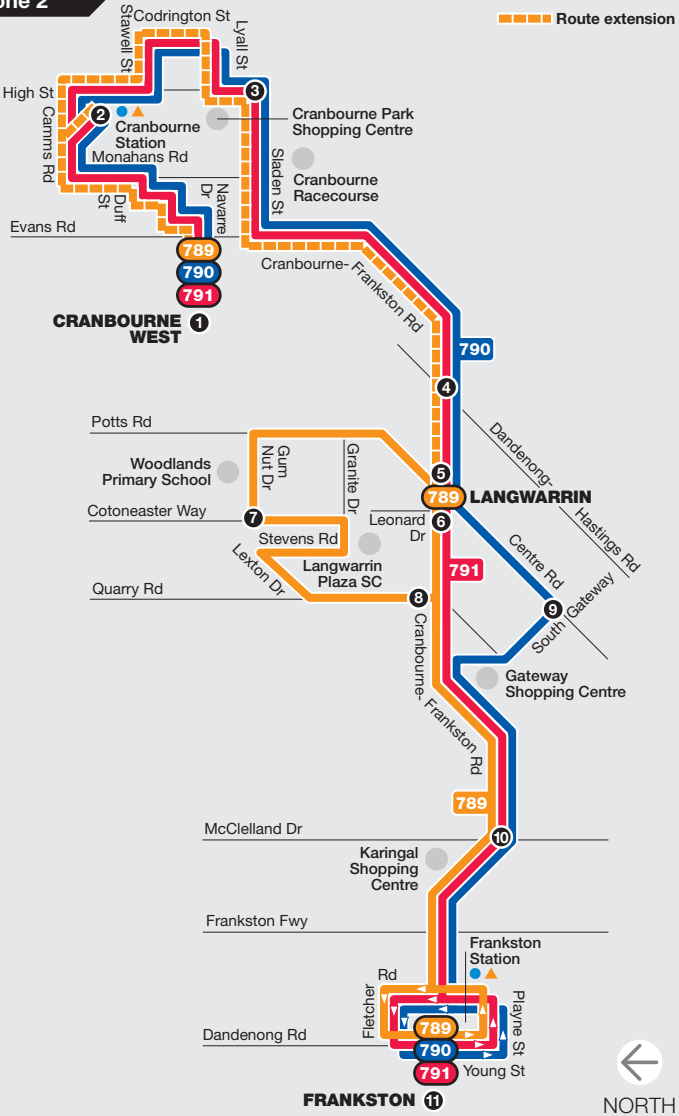 one 2
Route extension
Codrington St
Stawell St
Lyall St
High St
Camms Rd
3
2
Cranbourne
Station
Cranbourne Park
Shopping Centre
Monahans Rd
Sladen St
Cranbourne
Racecourse
Duff
St
Navarre
Dr
Evans Rd
789
790
791
CRANBOURNE
WEST
1
Cranbourne-
Frankston Rd
790
4
Potts Rd
Dandenong-
Hastings Rd
Woodlands
Primary School
Gum
Nut Dr
Granite Dr
5
789
LANGWARRIN
Cotoneaster Way
7
Leonard
Dr
6
Stevens Rd
Lexton Dr
Langwarrin
Plaza SC
791
Centre Rd
Quarry Rd
8
9
South Gateway
Cranbourne-
Frankston Rd
Gateway
Shopping Centre
789
McClelland Dr
10
Karingal
Shopping
Centre
Frankston Fwy
Frankston
Station
Fletcher
Rd
Playne St
Dandenong Rd
789
790
791
Young St
FRANKSTON
11
NORTH